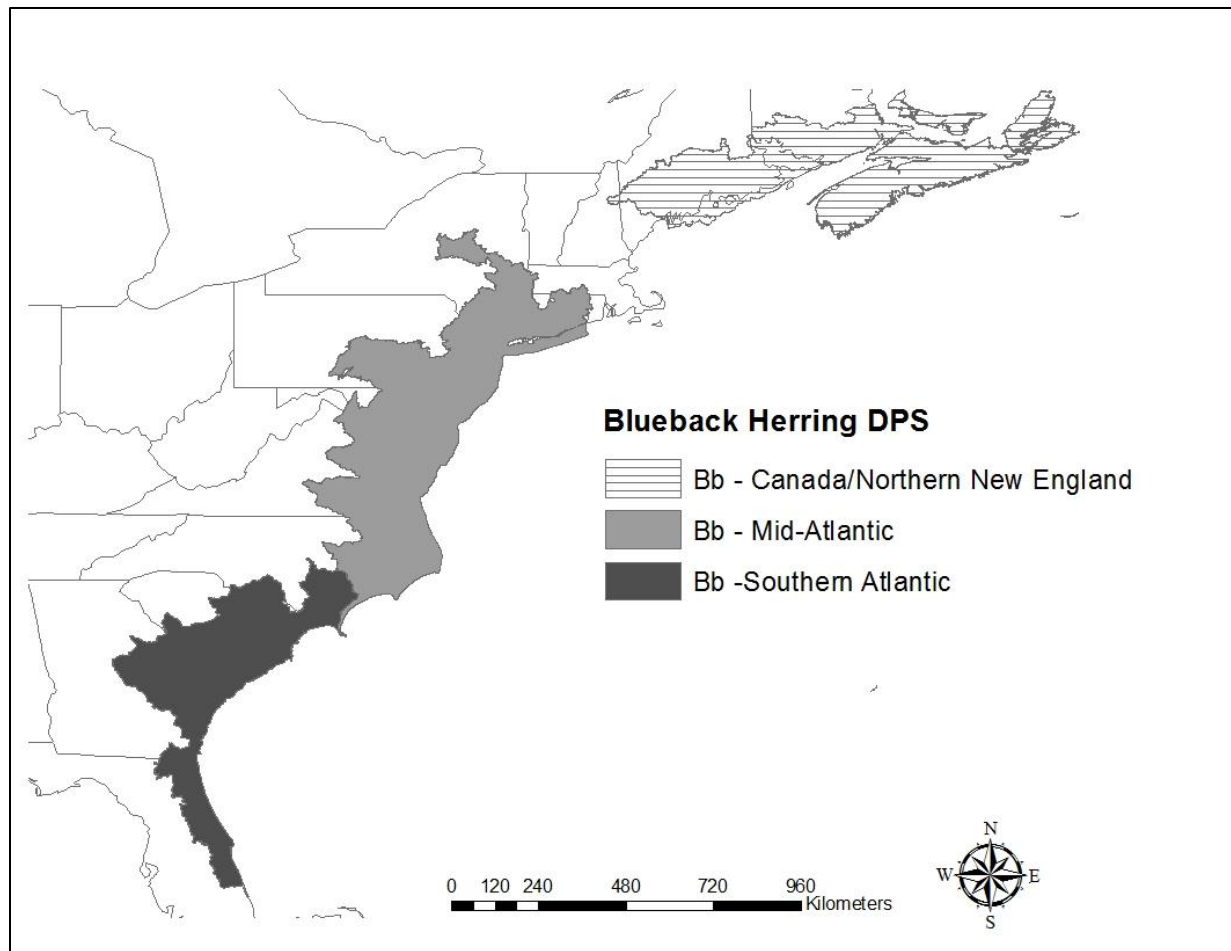 Blueback Herring DPS
Bb - Canada/Northern New England
Bb - Mid-Atlantic
Bb -Southern Atlantic
N
W E
S
0 120 240 480 720 960
Kilometers